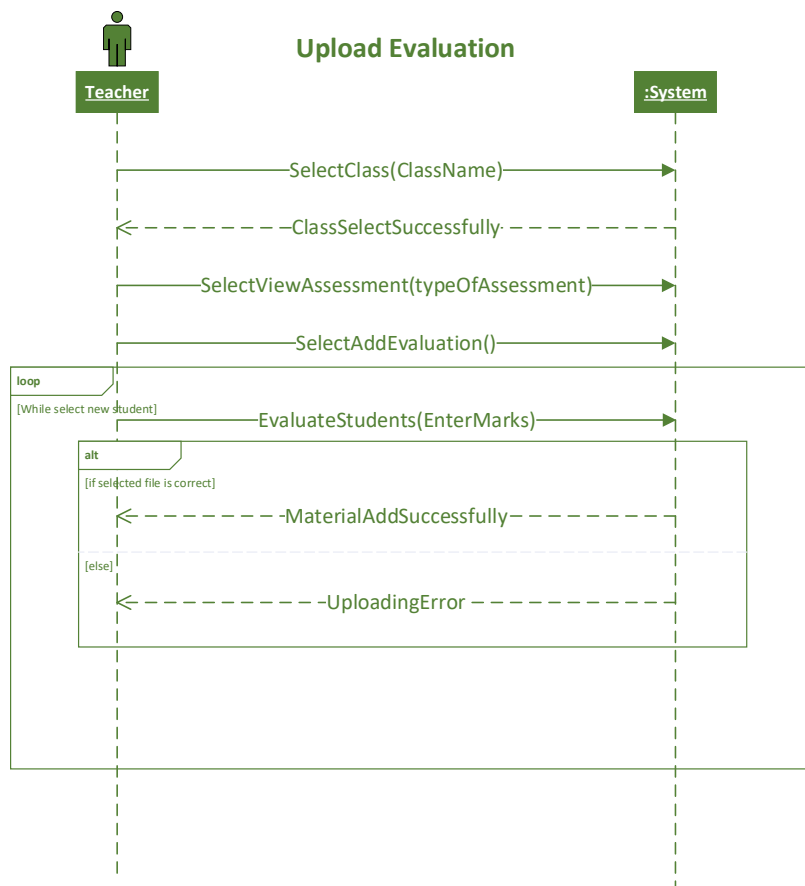 Upload Evaluation
Teacher
:System
SelectClass(ClassName)
ClassSelectSuccessfully
SelectViewAssessment(typeOfAssessment)
SelectAddEvaluation()
loop
[While select new student]
EvaluateStudents(EnterMarks)
alt
[if selected file is correct]
MaterialAddSuccessfully
[else]
UploadingError